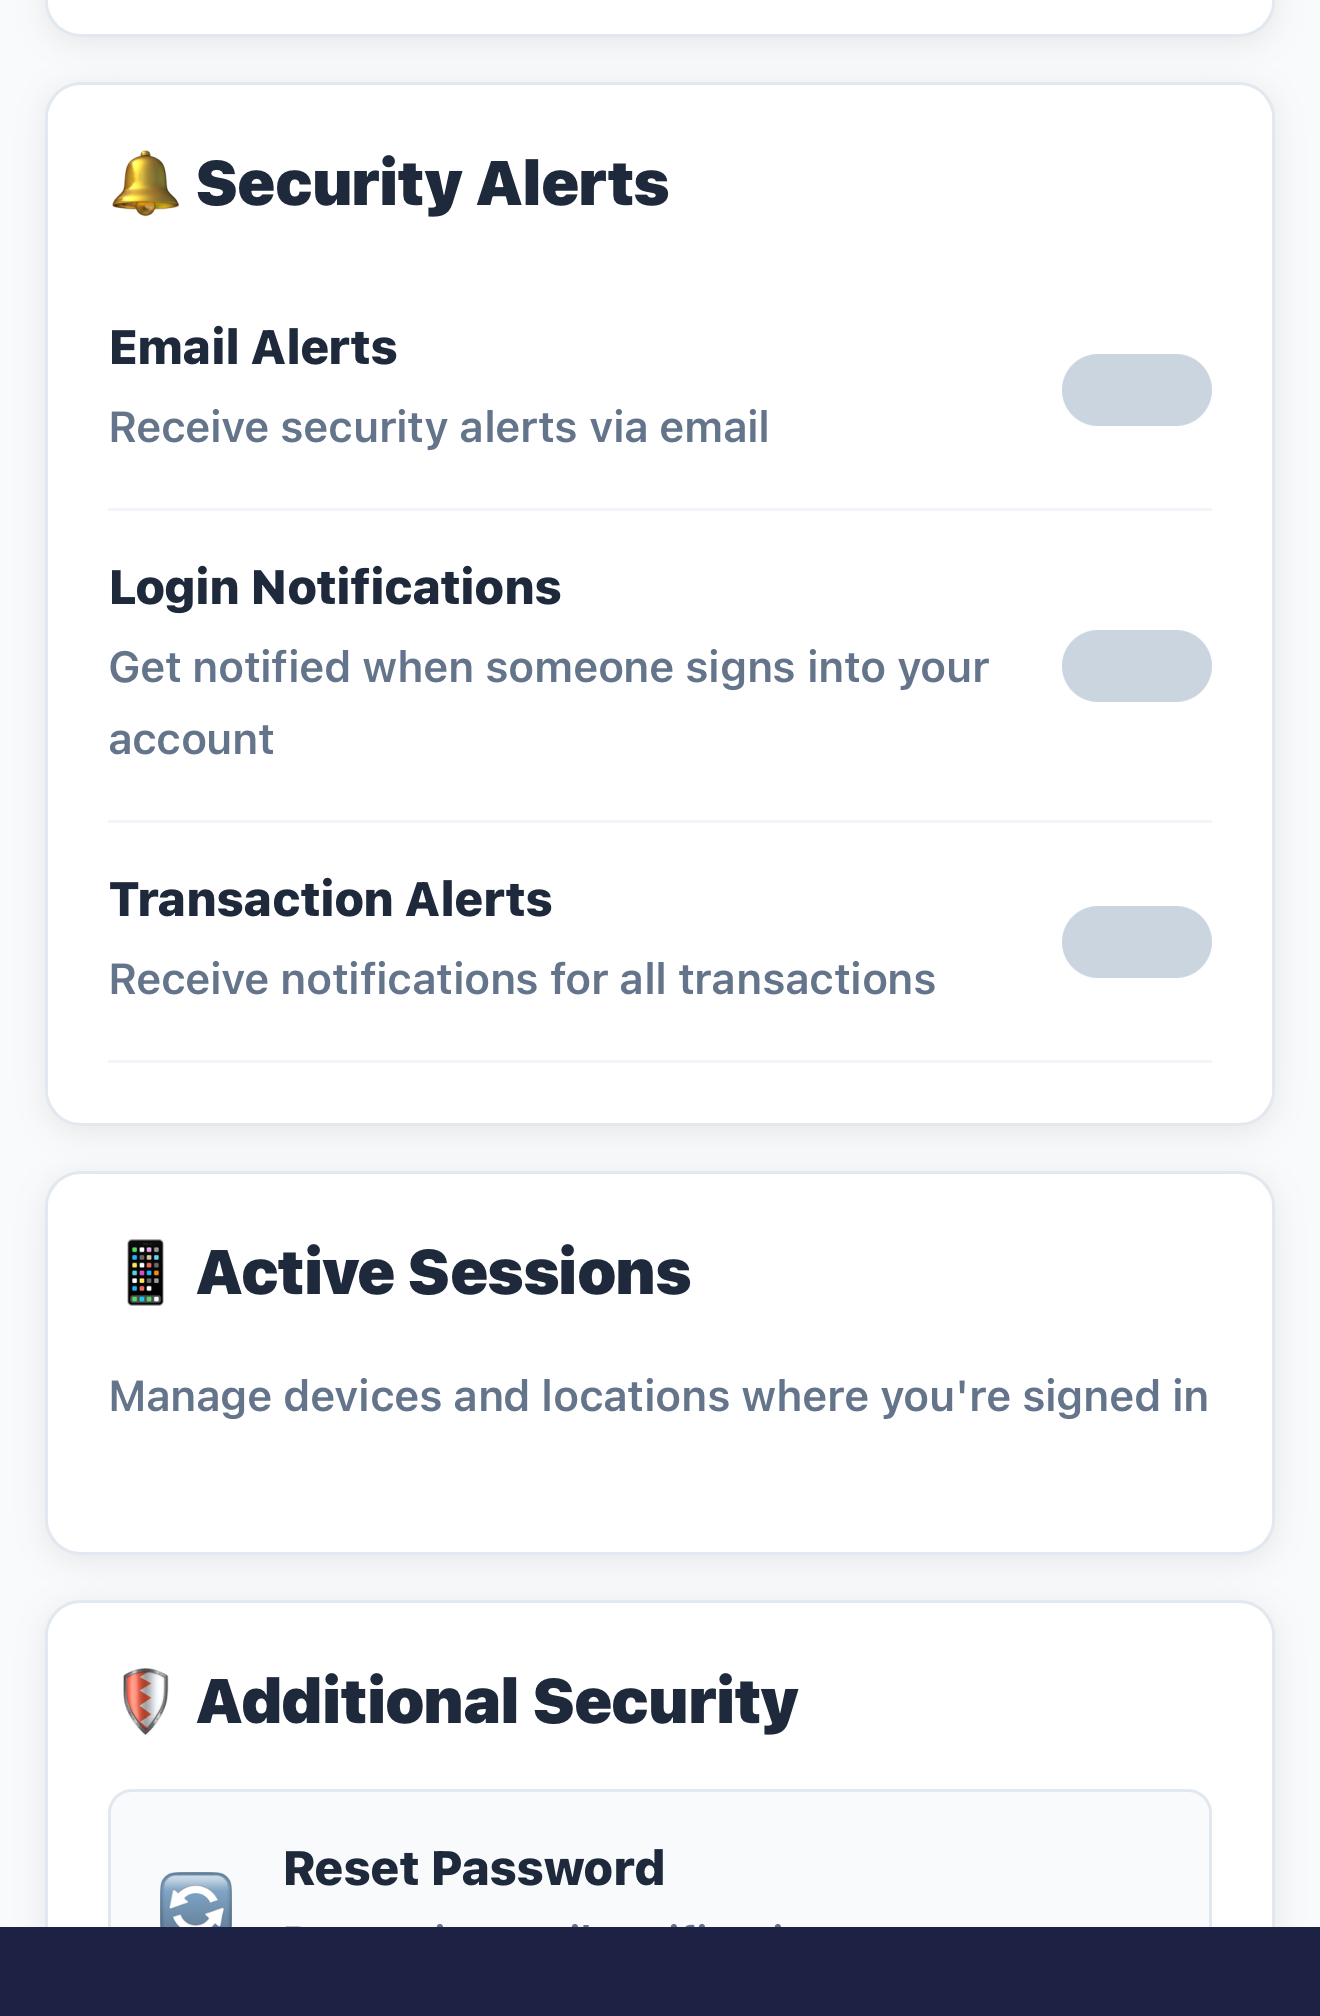 Security Alerts
Email Alerts
Receive security alerts via email
Login Notifications
Get notified when someone signs into your
account
Transaction Alerts
Receive notifications for all transactions
Active Sessions
Manage devices and locations where you're signed in
Additional Security
Reset Password